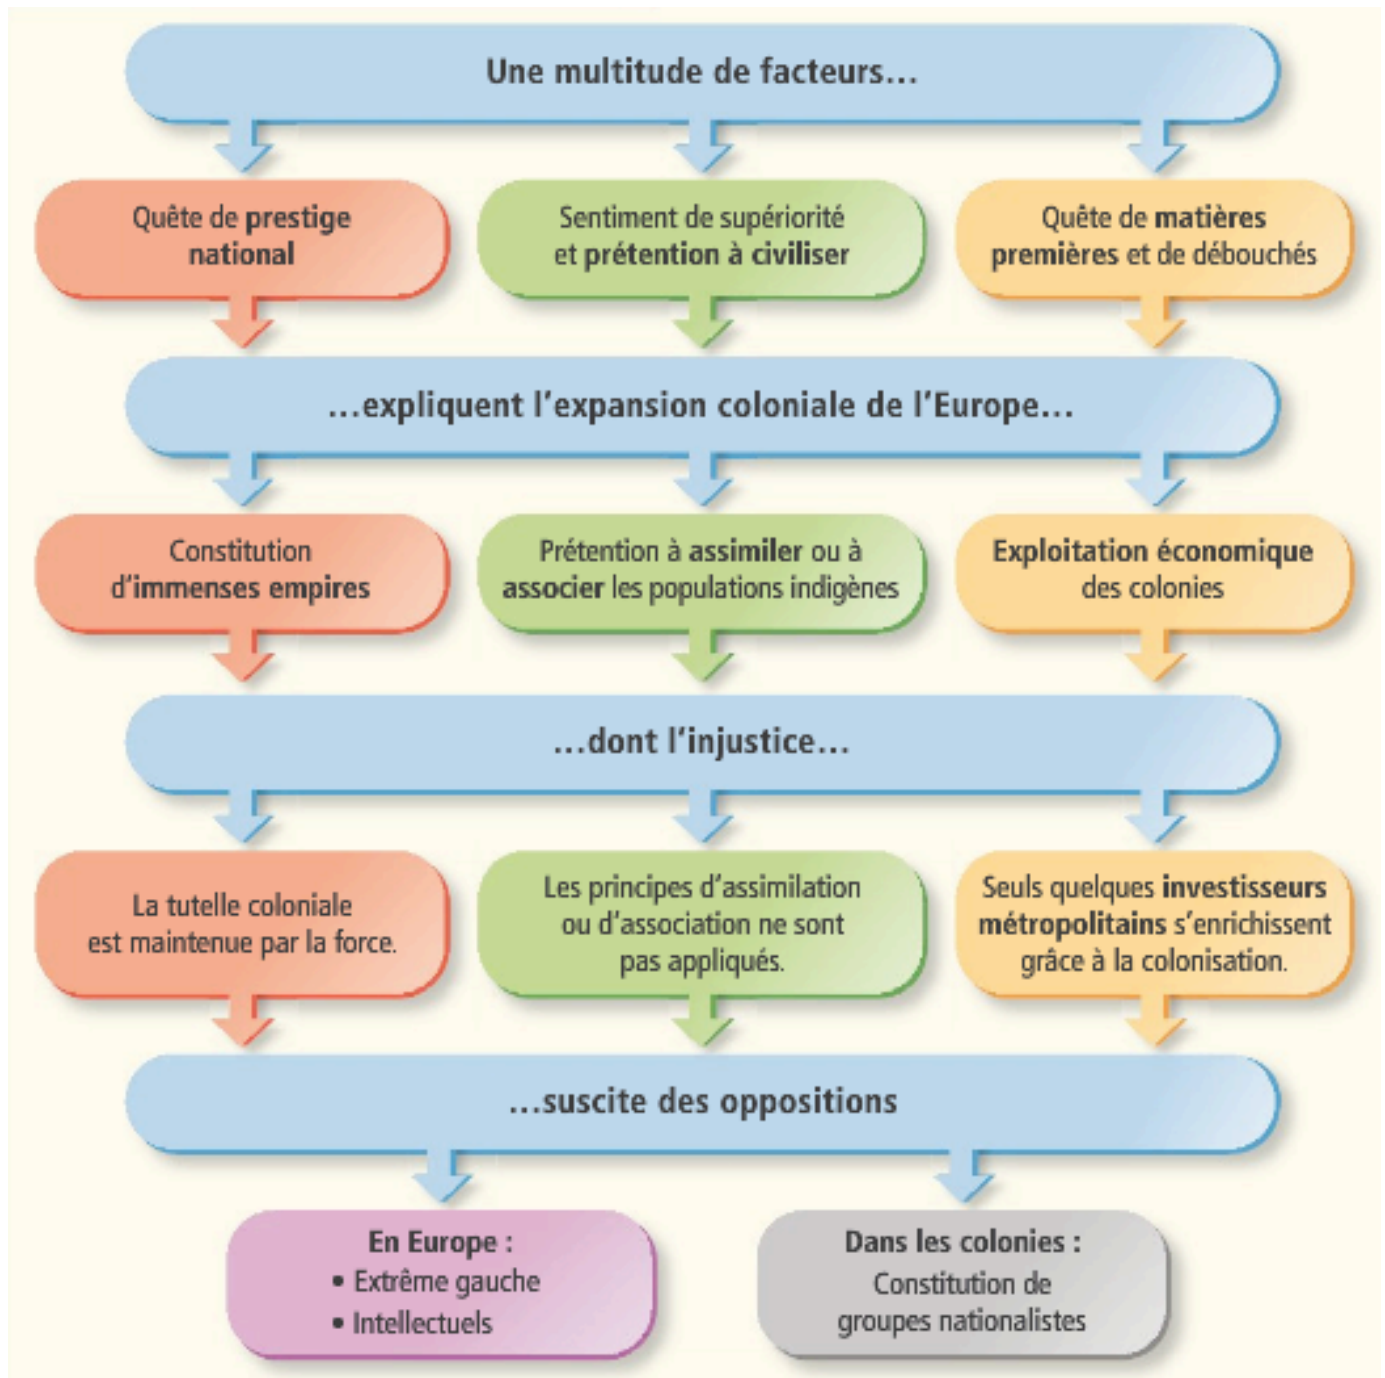 Une multitude de facteurs...
Quête de prestige
national
Sentiment de supériorité
et prétention à civiliser
Quête de matières
premières et de débouchés
...expliquent l'expansion coloniale de l'Europe...
Constitution
d'immenses empires
Prétention à assimiler ou à
associer les populations indigènes
Exploitation économique
des colonies
...dont l'injustice...
La tutelle coloniale
est maintenue par la force.
Les principes d'assimilation
ou d'association ne sont
pas appliqués.
Seuls quelques investisseurs
métropolitains s'enrichissent
grâce à la colonisation.
...suscite des oppositions
En Europe :
• Extrême gauche
• Intellectuels
Dans les colonies :
Constitution de
groupes nationalistes